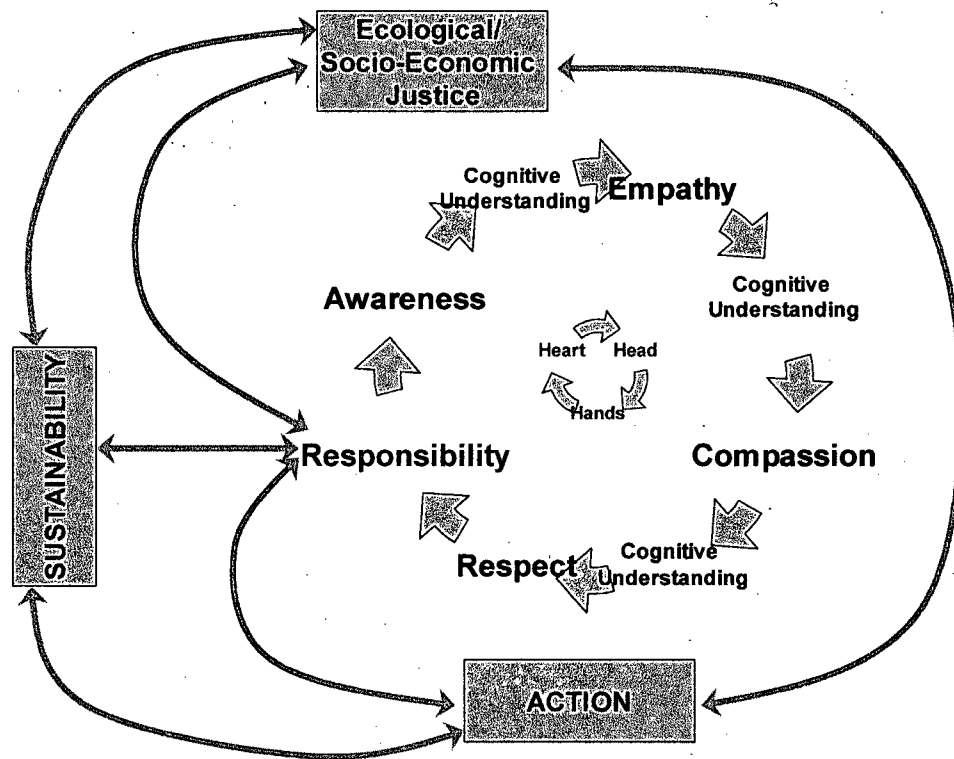 Ecological/
Socio-Economic
Justice
Cognitive
Understanding
Empathy
Cognitive
Understanding
Awareness
Heart
Head
Hands
SUSTAINABILITY
Responsibility
Compassion
Respect
Cognitive
Understanding
ACTION